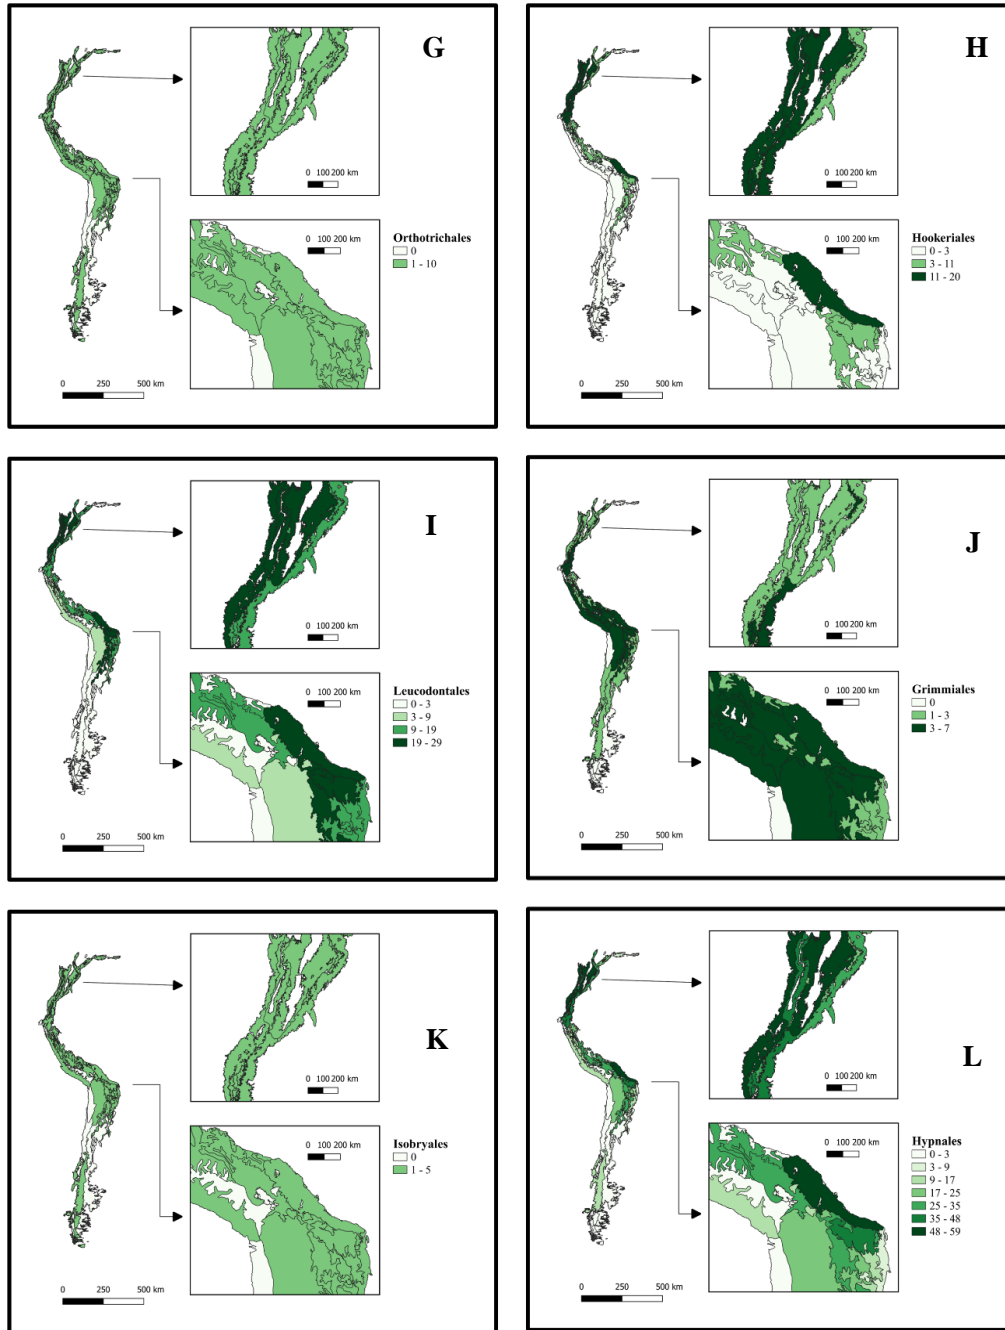 G
0 100 200 km
0 100 200 km
Orthotrichales
0
1 - 10
0 250 500 km
H
0 100 200 km
0 100 200 km
Hookeriales
0 - 3
3 - 11
11 - 20
0 250 500 km
I
0 100 200 km
0 100 200 km
Leucodontales
0 - 3
3 - 9
9 - 19
19 - 29
0 250 500 km
J
0 100 200 km
0 100 200 km
Grimmiales
0
1 - 3
3 - 7
0 250 500 km
K
0 100 200 km
0 100 200 km
Isobryales
0
1 - 5
0 250 500 km
L
0 100 200 km
0 100 200 km
Hypnales
0 - 3
3 - 9
9 - 17
17 - 25
25 - 35
35 - 48
48 - 59
0 250 500 km